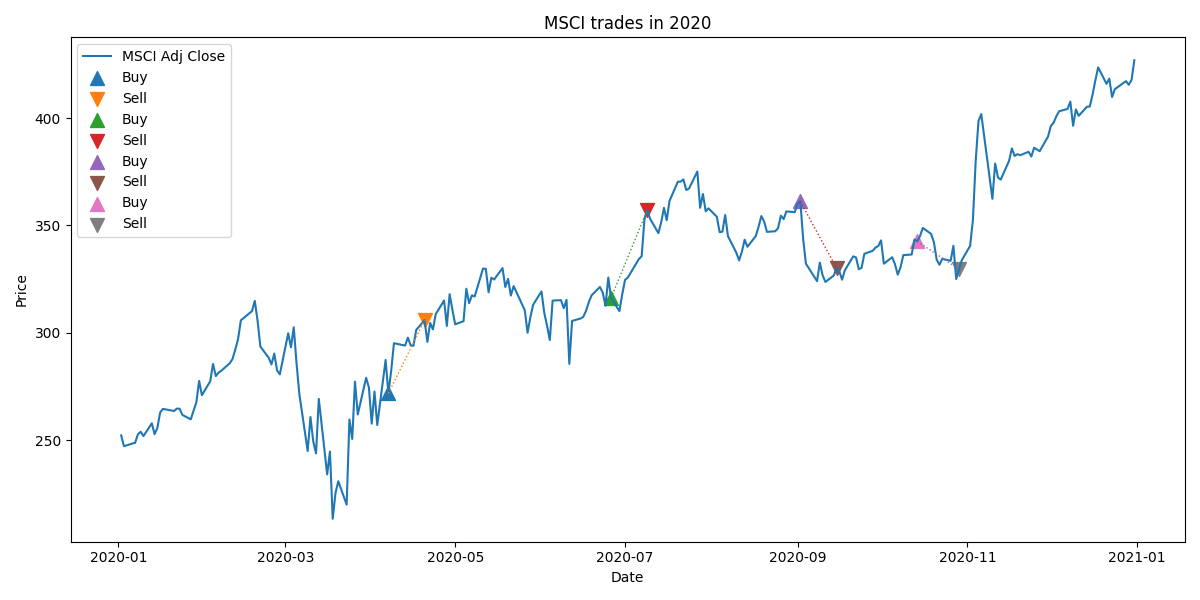 MSCI trades in 2020
MSCI Adj Close
Buy
Sell
Buy
Sell
Buy
Sell
Buy
Sell
Price
400
350
300
250
2020-01
2020-03
2020-05
2020-07
2020-09
2020-11
2021-01
Date